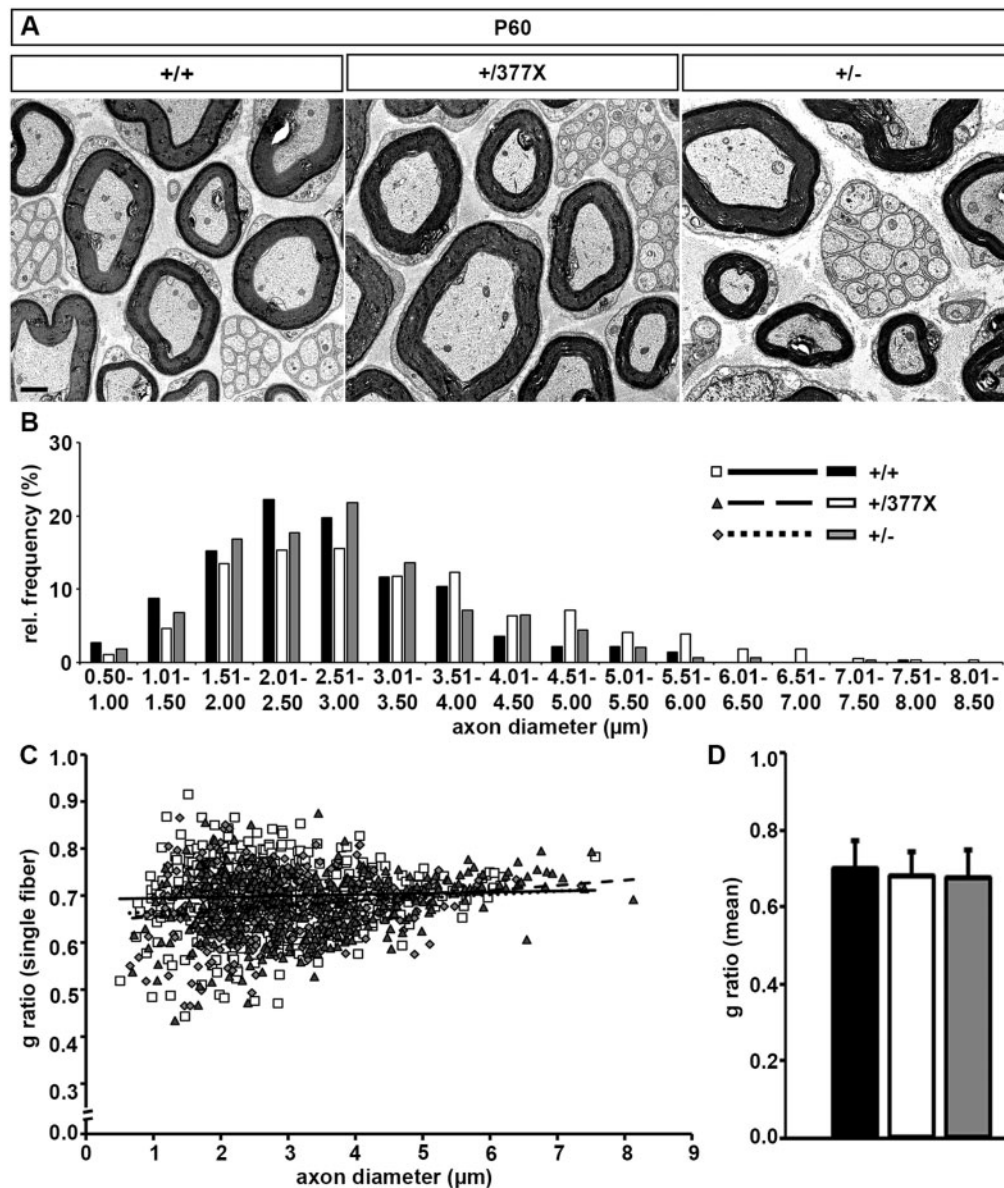 A
P60
+/+ +/377X +/-
B
rel. frequency (%)
30
20
10
0
+/+
+/377X
+/-
0.50- 1.01- 1.51- 2.01- 2.51- 3.01- 3.51- 4.01- 4.51- 5.01- 5.51- 6.01- 6.51- 7.01- 7.51- 8.01-
1.00 1.50 2.00 2.50 3.00 3.50 4.00 4.50 5.00 5.50 6.00 6.50 7.00 7.50 8.00 8.50
axon diameter (µm)
C
g ratio (single fiber)
1.0
0.9
0.8
0.7
0.6
0.5
0.4
0.3
0.0
0 1 2 3 4 5 6 7 8 9
axon diameter (µm)
D
g ratio (mean)
1.0
0.8
0.6
0.4
0.2
0.0